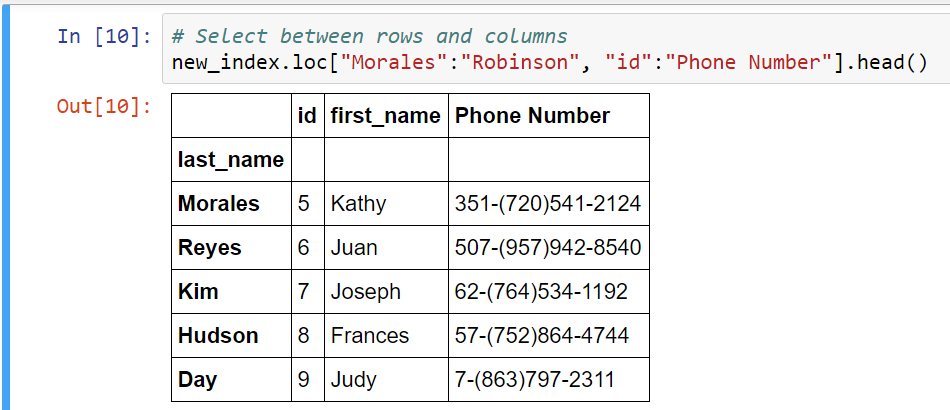 In [10]: # Select between rows and columns
new_index.loc["Morales":"Robinson", "id":"Phone Number"].head()
Out[10]:
id first_name Phone Number
last_name
Morales 5 Kathy 351-(720)541-2124
Reyes 6 Juan 507-(957)942-8540
Kim 7 Joseph 62-(764)534-1192
Hudson 8 Frances 57-(752)864-4744
Day 9 Judy 7-(863)797-2311